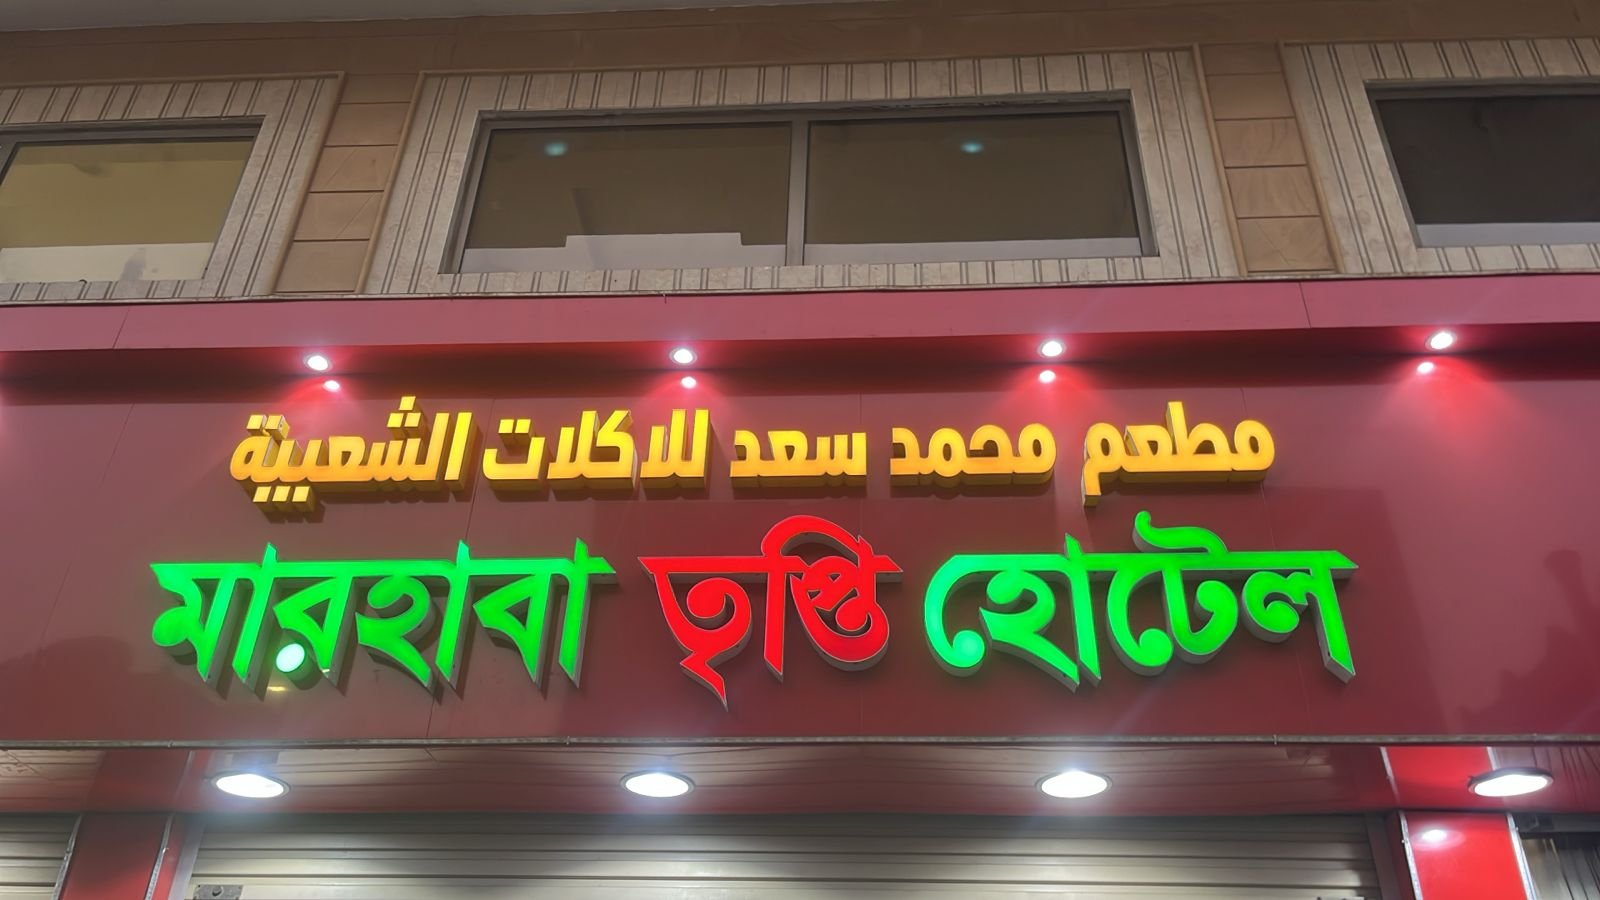 مطعم محمد سعد للاكلات الشعبية
মারহাবা তৃপ্তি হোটেল